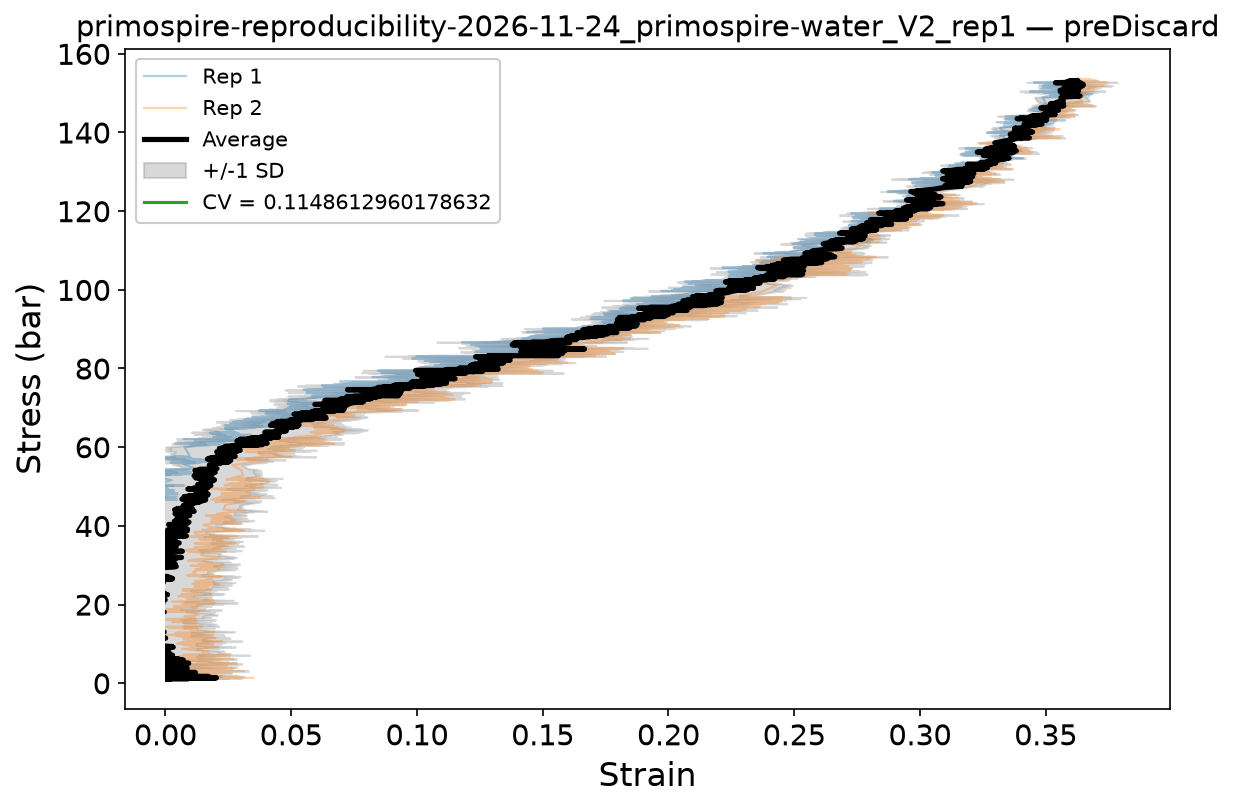 primospire-reproducibility-2026-11-24_primospire-water_V2_rep1 — preDiscard
Rep 1
Rep 2
Average
+/-1 SD
CV = 0.1148612960178632
Stress (bar)
160
140
120
100
80
60
40
20
0
0.00 0.05 0.10 0.15 0.20 0.25 0.30 0.35
Strain